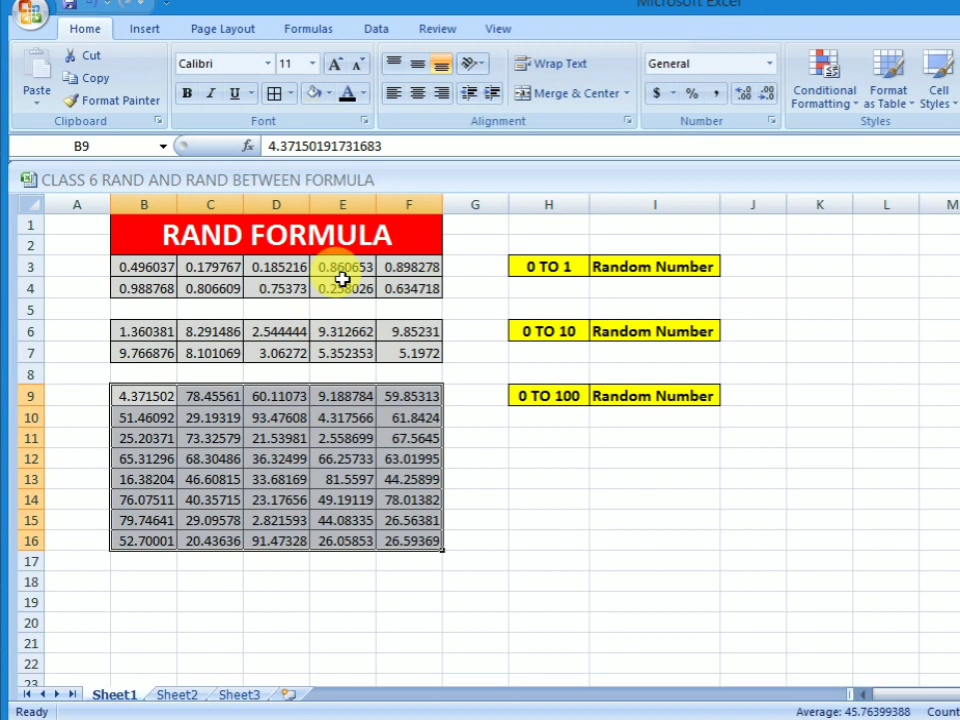 Microsoft Excel
Home Insert Page Layout Formulas Data Review View
Cut
Copy
Format Painter
Paste
Clipboard
Calibri 11
B I U A
Font
Wrap Text
Merge & Center
Alignment
General
$ % ,
Number
Conditional Formatting
Format as Table
Cell Styles
Styles
B9 fx 4.37150191731683
CLASS 6 RAND AND RAND BETWEEN FORMULA
A B C D E F G H I J K L M
1
2 RAND FORMULA
3 0.496037 0.179767 0.185216 0.860653 0.898278 0 TO 1 Random Number
4 0.988768 0.806609 0.75373 0.258026 0.634718
5
6 1.360381 8.291486 2.544444 9.312662 9.85231 0 TO 10 Random Number
7 9.766876 8.101069 3.06272 5.352353 5.1972
8
9 4.371502 78.45561 60.11073 9.188784 59.85313 0 TO 100 Random Number
10 51.46092 29.19319 93.47608 4.317566 61.8424
11 25.20371 73.32579 21.53981 2.558699 67.5645
12 65.31296 68.30486 36.32499 66.25733 63.01995
13 16.38204 46.60815 33.68169 81.5597 44.25899
14 76.07511 40.35715 23.17656 49.19119 78.01382
15 79.74641 29.09578 2.821593 44.08335 26.56381
16 52.70001 20.43636 91.47328 26.05853 26.59369
17
18
19
20
21
22
23
Sheet1 Sheet2 Sheet3
Ready Average: 45.76399388 Count